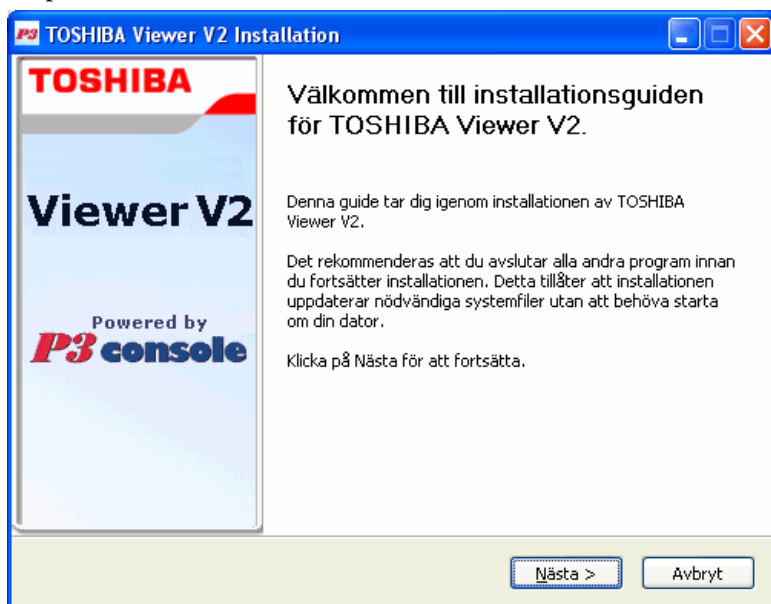 P3 TOSHIBA Viewer V2 Installation
TOSHIBA
Viewer V2
Powered by
P3 console
Välkommen till installationsguiden
för TOSHIBA Viewer V2.
Denna guide tar dig igenom installationen av TOSHIBA
Viewer V2.
Det rekommenderas att du avslutar alla andra program innan
du fortsätter installationen. Detta tillåter att installationen
uppdaterar nödvändiga systemfiler utan att behöva starta
om din dator.
Klicka på Nästa för att fortsätta.
Nästa >
Avbryt